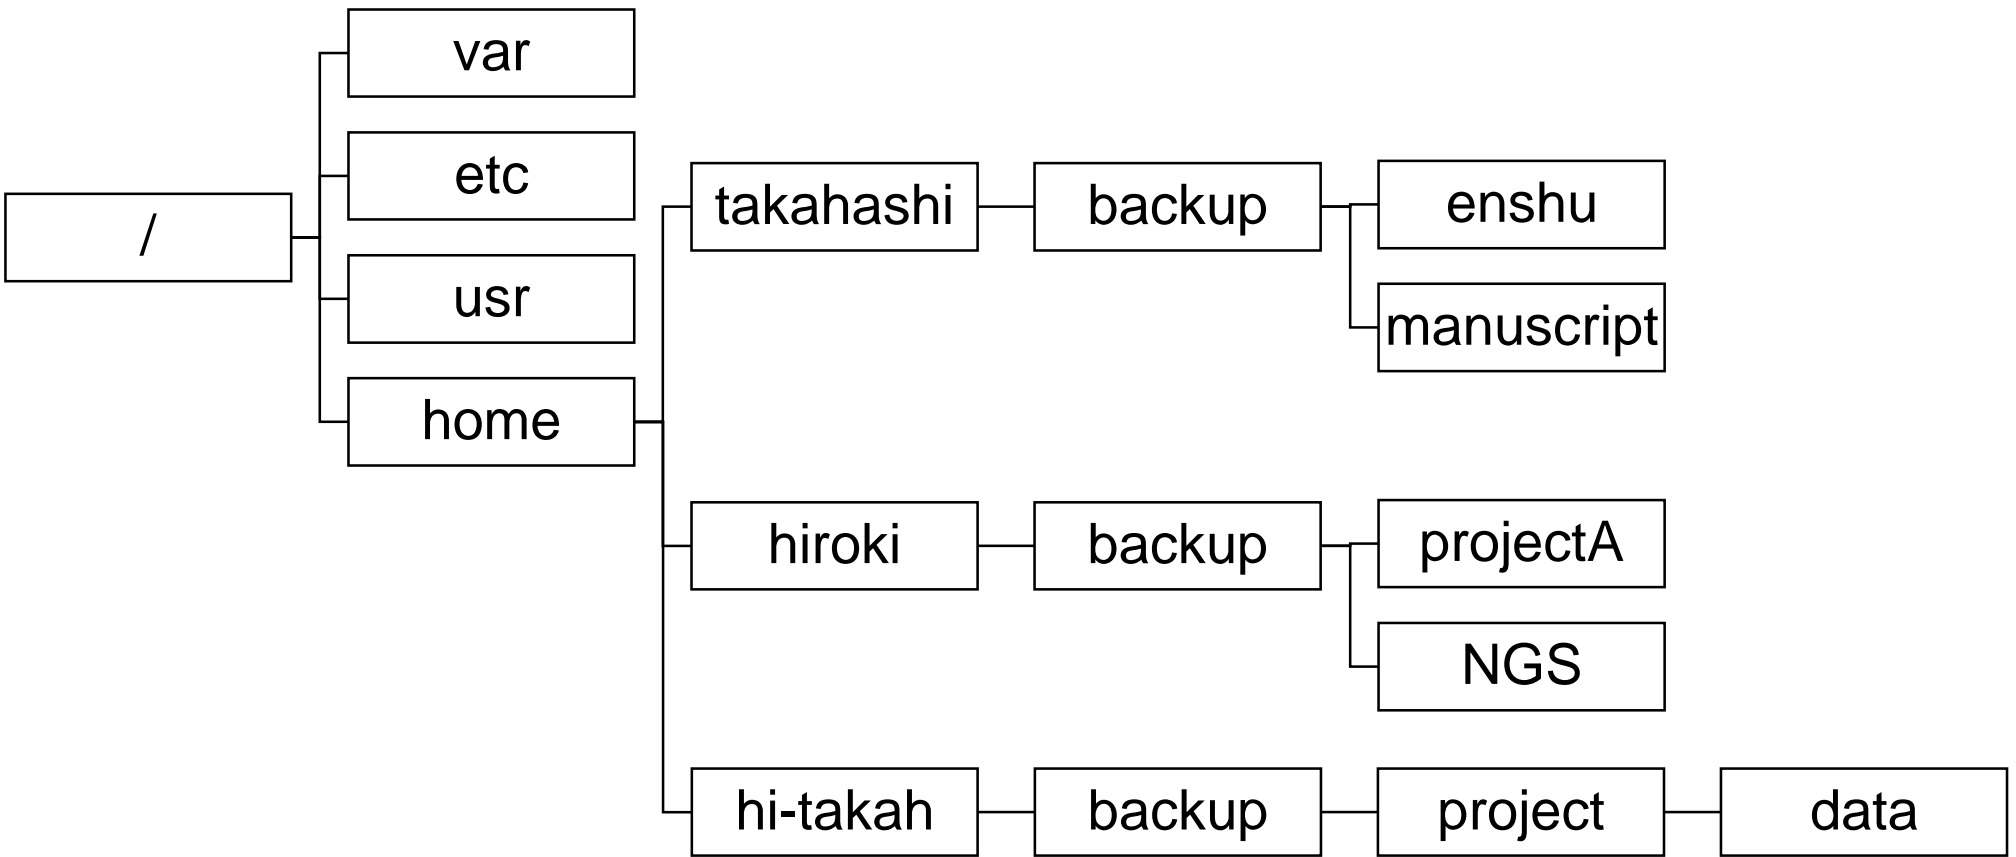 /
var
etc
usr
home
takahashi
backup
enshu
manuscript
hiroki
backup
projectA
NGS
hi-takah
backup
project
data